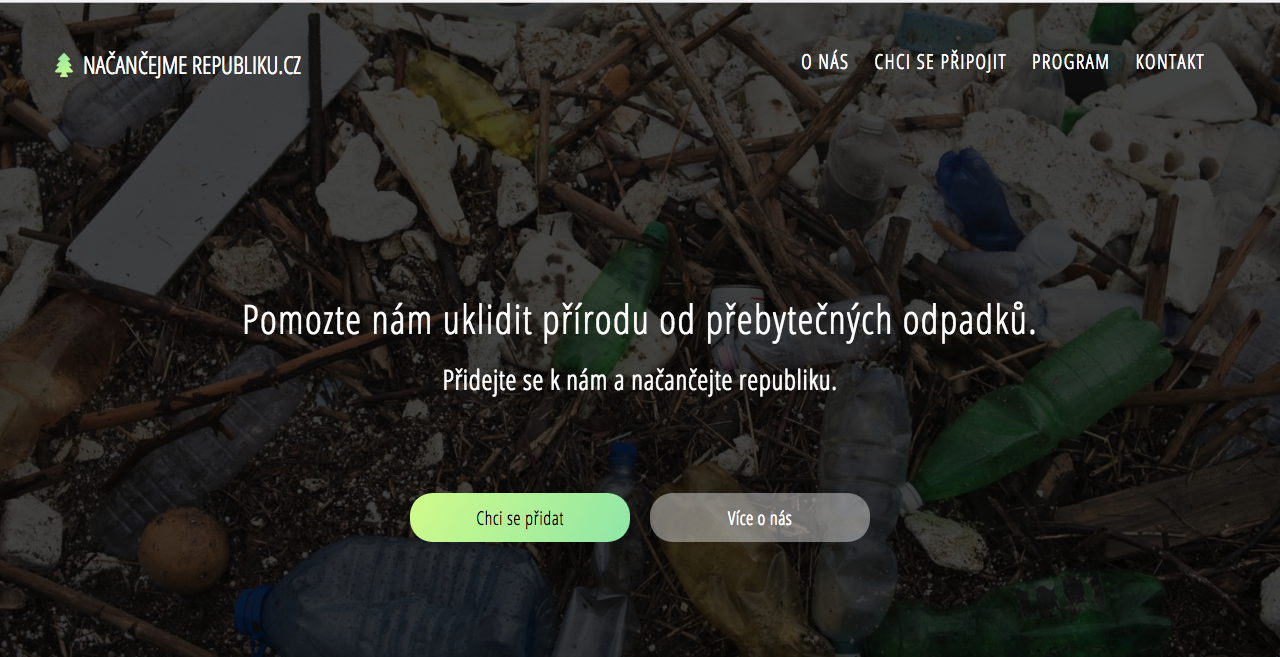 NAČANČEJME REPUBLIKU.CZ
O NÁS CHCI SE PŘIPOJIT PROGRAM KONTAKT
Pomozte nám uklidit přírodu od přebytečných odpadků.
Přidejte se k nám a načančejte republiku.
Chci se přidat Více o nás